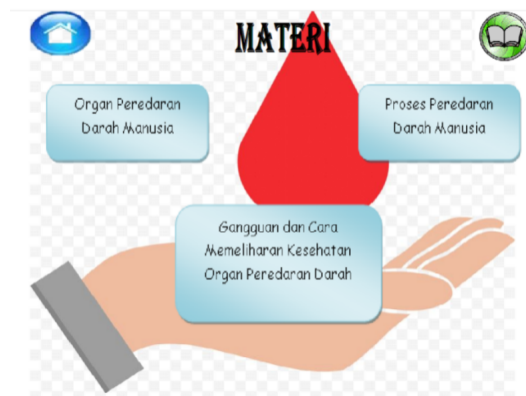 MATERI
Organ Peredaran
Darah Manusia
Proses Peredaran
Darah Manusia
Gangguan dan Cara
Memeliharan Kesehatan
Organ Peredaran Darah